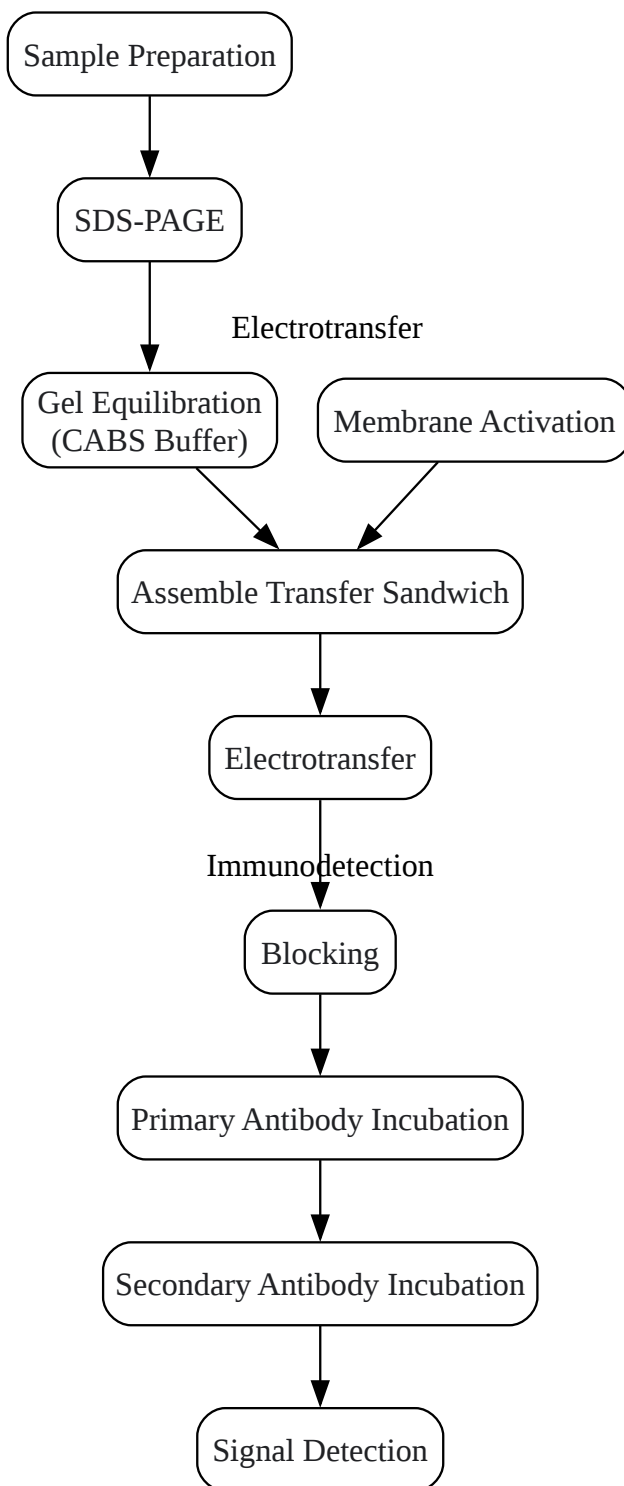 Sample Preparation
SDS-PAGE
Electrotransfer
Gel Equilibration
(CABS Buffer)
Membrane Activation
Assemble Transfer Sandwich
Electrotransfer
Immunodetection
Blocking
Primary Antibody Incubation
Secondary Antibody Incubation
Signal Detection